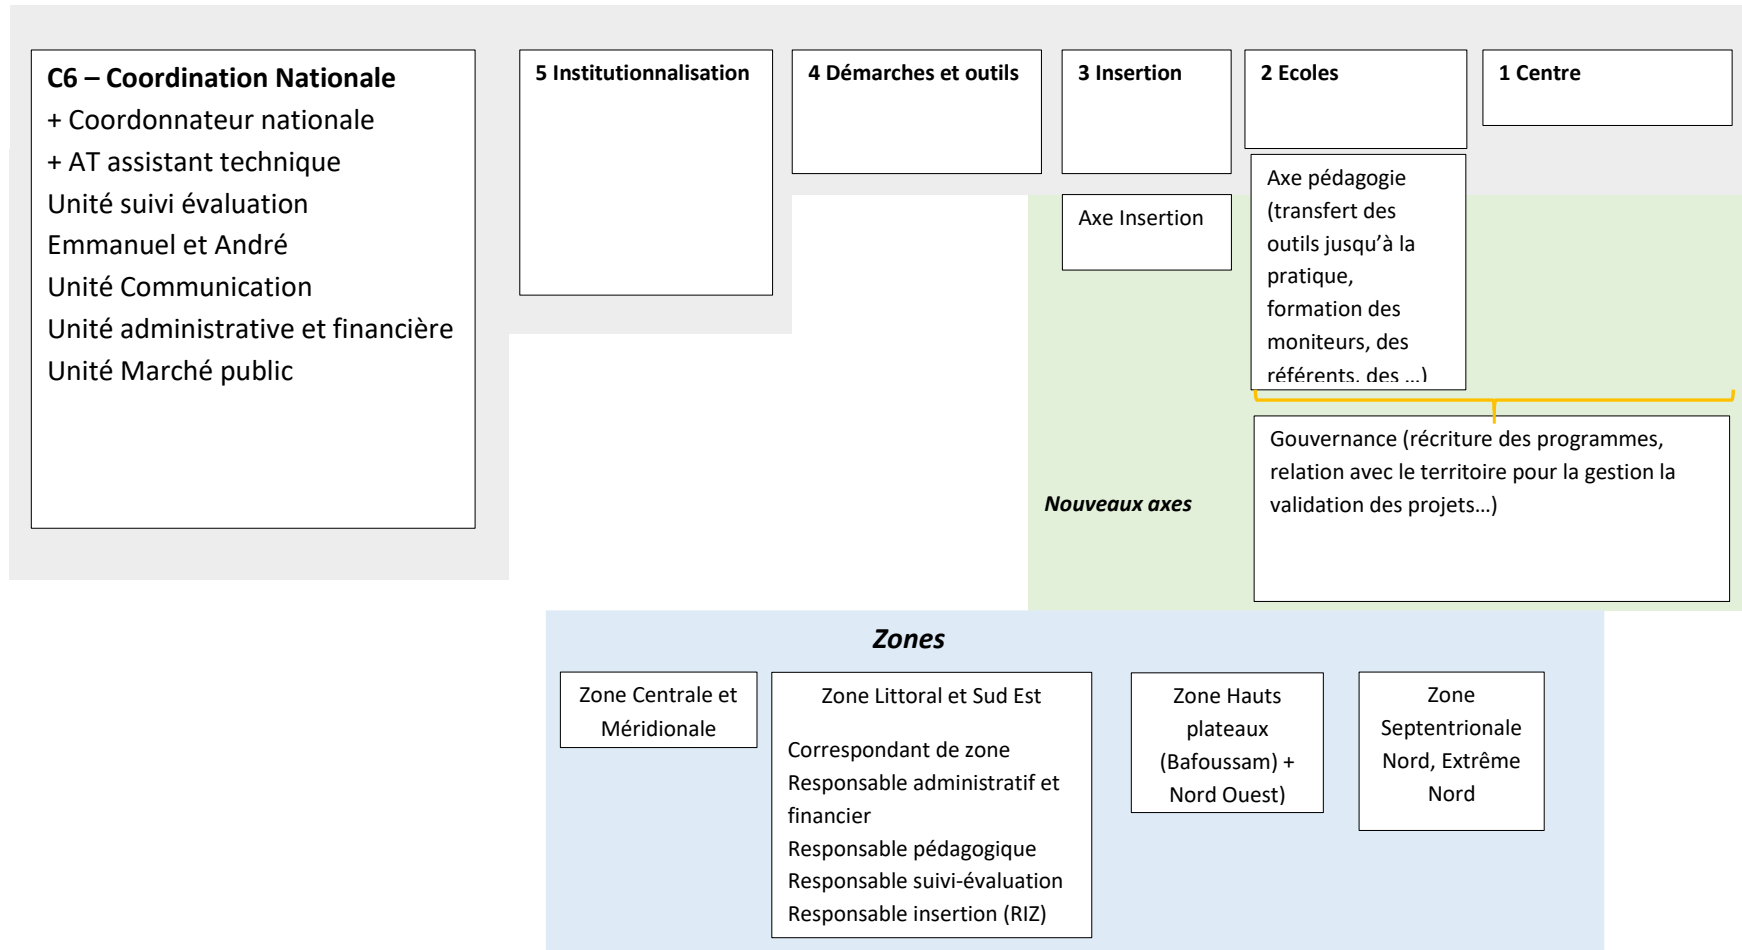 C6 – Coordination Nationale
+ Coordonnateur nationale
+ AT assistant technique
Unité suivi évaluation
Emmanuel et André
Unité Communication
Unité administrative et financière
Unité Marché public
5 Institutionnalisation
4 Démarches et outils
3 Insertion
2 Ecoles
1 Centre
Axe Insertion
Axe pédagogie
(transfert des
outils jusqu’à la
pratique,
formation des
moniteurs, des
référents, des …)
Nouveaux axes
Gouvernance (récriture des programmes,
relation avec le territoire pour la gestion la
validation des projets…)
Zones
Zone Centrale et
Méridionale
Zone Littoral et Sud Est
Correspondant de zone
Responsable administratif et
financier
Responsable pédagogique
Responsable suivi-évaluation
Responsable insertion (RIZ)
Zone Hauts
plateaux
(Bafoussam) +
Nord Ouest)
Zone
Septentrionale
Nord, Extrême
Nord